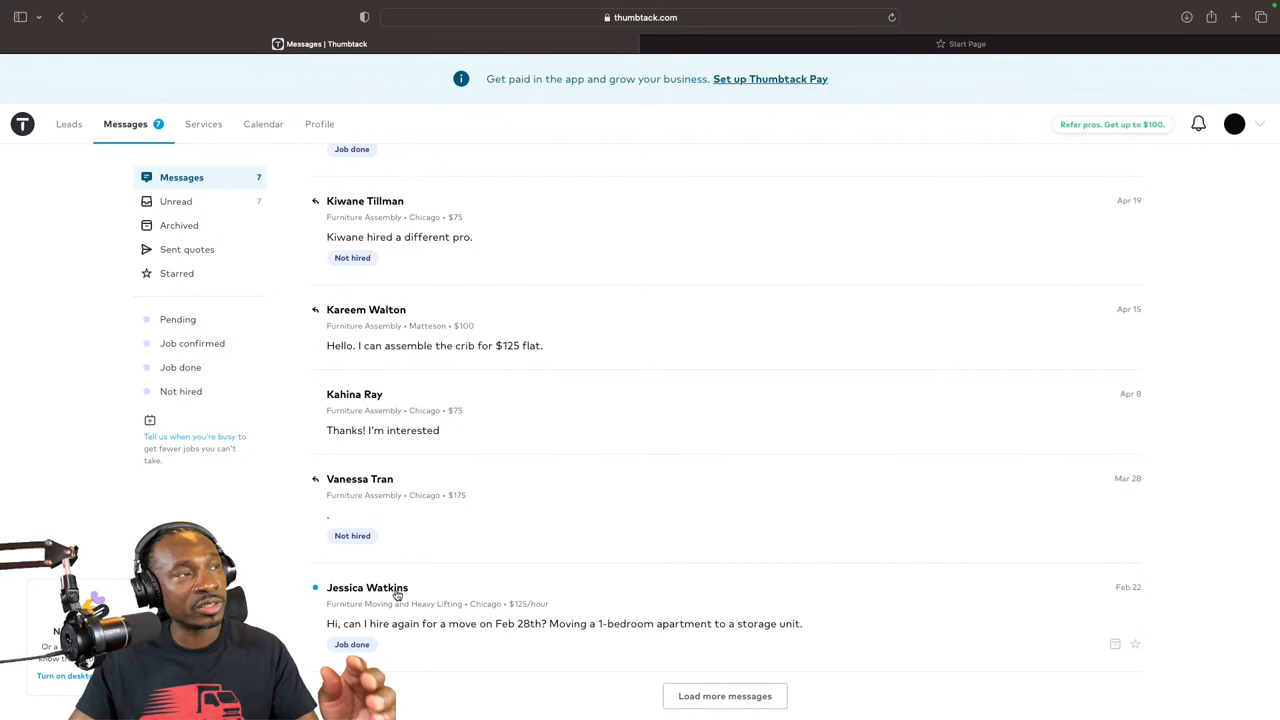 thumbtack.com
Messages | Thumbtack
Start Page
Get paid in the app and grow your business. Set up Thumbtack Pay
Leads
Messages 7
Services
Calendar
Profile
Refer pros. Get up to $100.
Messages 7
Unread 7
Archived
Sent quotes
Starred
Pending
Job confirmed
Job done
Not hired
Tell us when you're busy to
get fewer jobs you can't
take.
Turn on deskt
Job done
Kiwane Tillman Apr 19
Furniture Assembly • Chicago • $75
Kiwane hired a different pro.
Not hired
Kareem Walton Apr 15
Furniture Assembly • Matteson • $100
Hello. I can assemble the crib for $125 flat.
Kahina Ray Apr 8
Furniture Assembly • Chicago • $75
Thanks! I'm interested
Vanessa Tran Mar 28
Furniture Assembly • Chicago • $175
.
Not hired
Jessica Watkins Feb 22
Furniture Moving and Heavy Lifting • Chicago • $125/hour
Hi, can I hire again for a move on Feb 28th? Moving a 1-bedroom apartment to a storage unit.
Job done
Load more messages